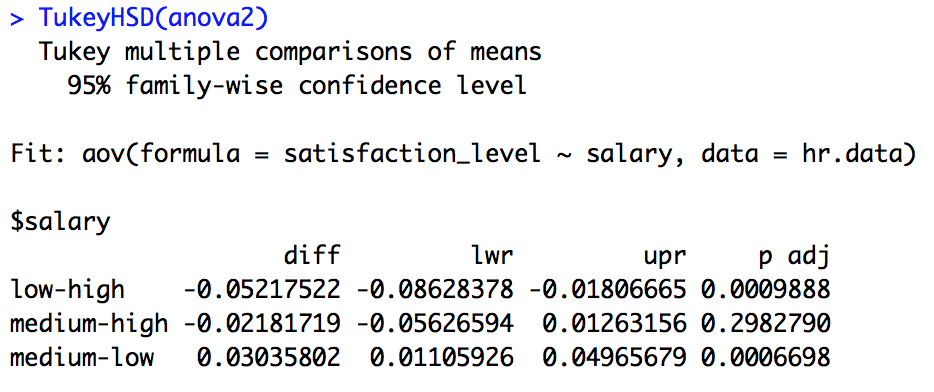 > TukeyHSD(anova2)
Tukey multiple comparisons of means
95% family-wise confidence level
Fit: aov(formula = satisfaction_level ~ salary, data = hr.data)
$salary
diff lwr upr p adj
low-high -0.05217522 -0.08628378 -0.01806665 0.0009888
medium-high -0.02181719 -0.05626594 0.01263156 0.2982790
medium-low 0.03035802 0.01105926 0.04965679 0.0006698